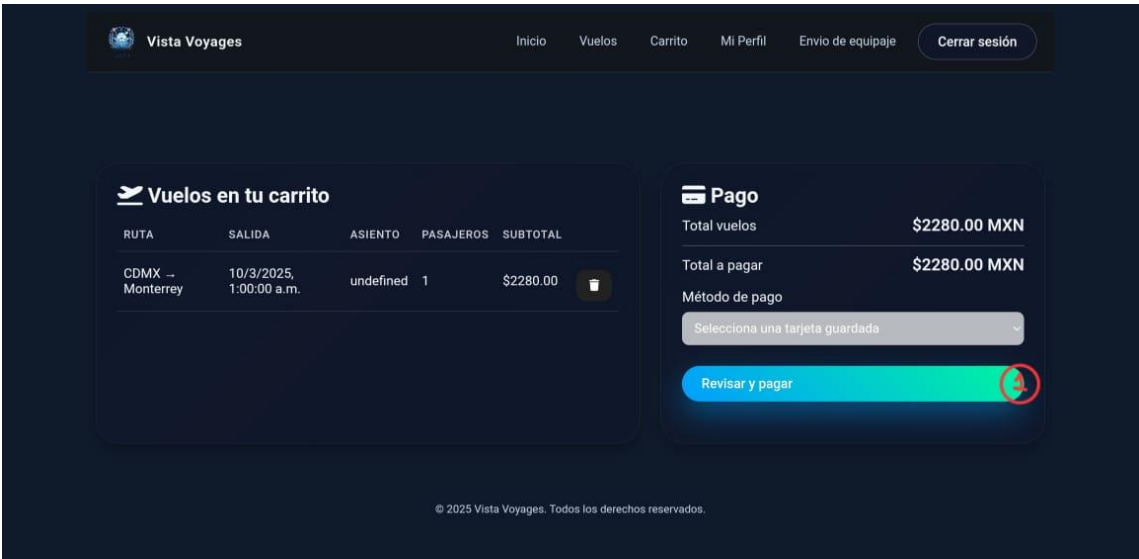 Vista Voyages
Inicio Vuelos Carrito Mi Perfil Envio de equipaje Cerrar sesión
Vuelos en tu carrito
RUTA SALIDA ASIENTO PASAJEROS SUBTOTAL
CDMX → Monterrey 10/3/2025, 1:00:00 a.m. undefined 1 $2280.00
Pago
Total vuelos $2280.00 MXN
Total a pagar $2280.00 MXN
Método de pago
Selecciona una tarjeta guardada
Revisar y pagar 1
© 2025 Vista Voyages. Todos los derechos reservados.